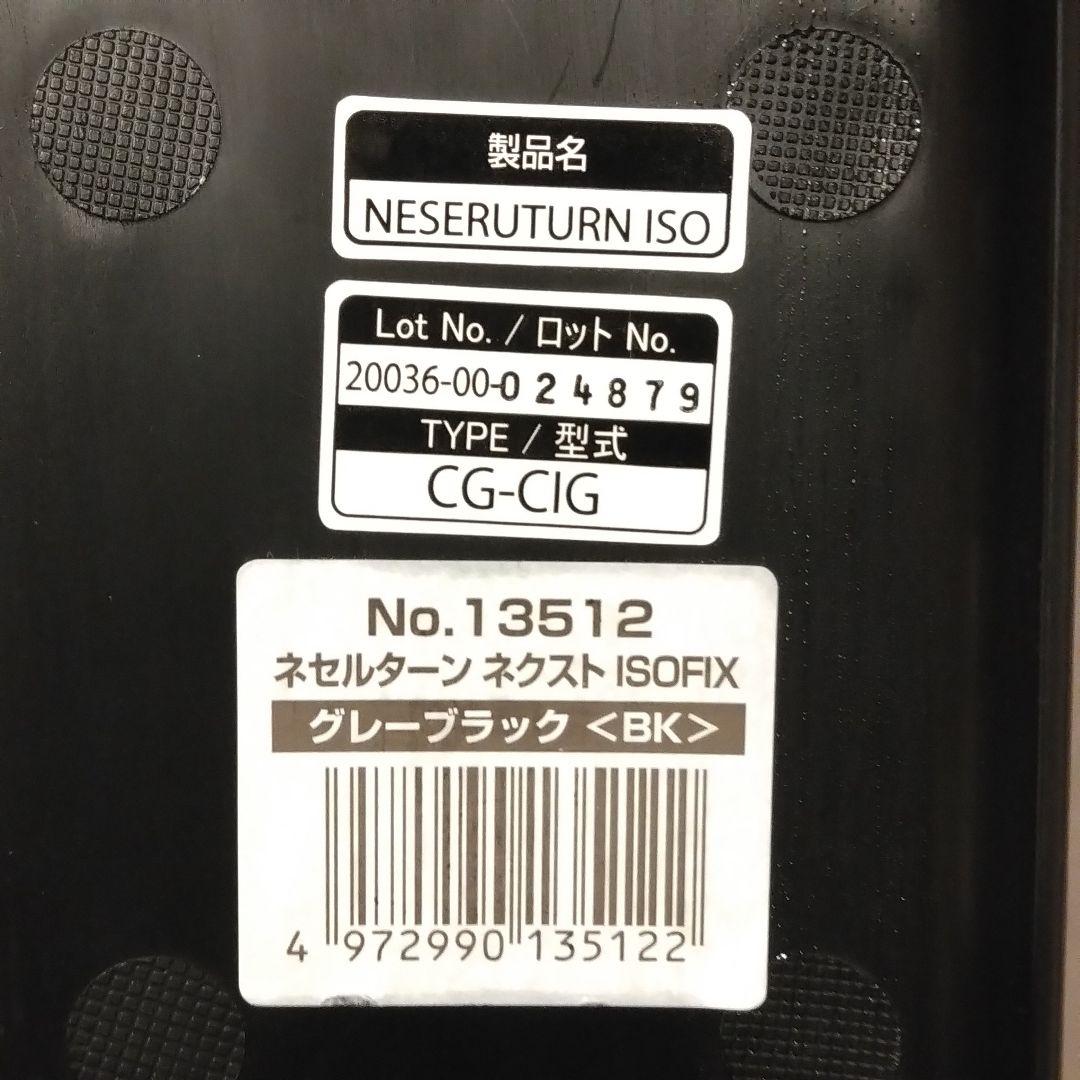 製品名
NESERUTURN ISO
Lot No. / ロット No.
20036-00-024879
TYPE / 型式
CG-CIG
No.13512
ネセルターン ネクスト ISOFIX
グレーブラック <BK>
4 972990 135122